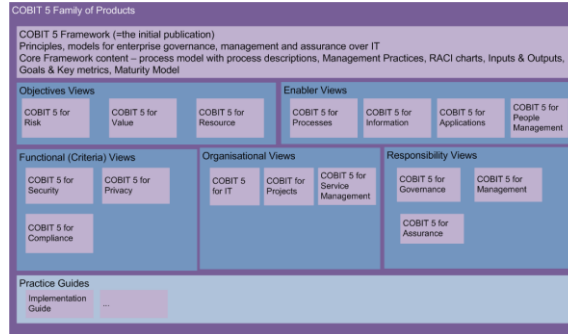 COBIT 5 Family of Products
COBIT 5 Framework (=the initial publication)
Principles, models for enterprise governance, management and assurance over IT
Core Framework content – process model with process descriptions, Management Practices, RACI charts, Inputs & Outputs,
Goals & Key metrics, Maturity Model
Objectives Views
COBIT 5 for
Risk
COBIT 5 for
Value
COBIT 5 for
Resource
Enabler Views
COBIT 5 for
Processes
COBIT 5 for
Information
COBIT 5 for
Applications
COBIT 5 for
People
Management
Functional (Criteria) Views
COBIT 5 for
Security
COBIT 5 for
Privacy
COBIT 5 for
Compliance
Organisational Views
COBIT 5
for IT
COBIT for
Projects
COBIT 5 for
Service
Management
Responsibility Views
COBIT 5 for
Governance
COBIT 5 for
Management
COBIT 5 for
Assurance
Practice Guides
Implementation
Guide
...